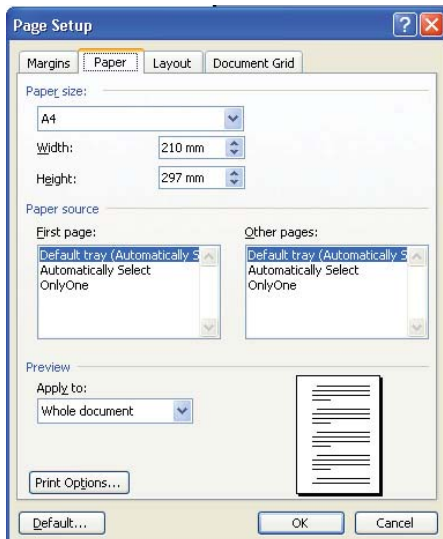 Page Setup
Margins Paper Layout Document Grid
Paper size:
A4
Width: 210 mm
Height: 297 mm
Paper source
First page: Other pages:
Default tray (Automatically S Default tray (Automatically S
Automatically Select Automatically Select
OnlyOne OnlyOne
Preview
Apply to:
Whole document
Print Options...
Default... OK Cancel